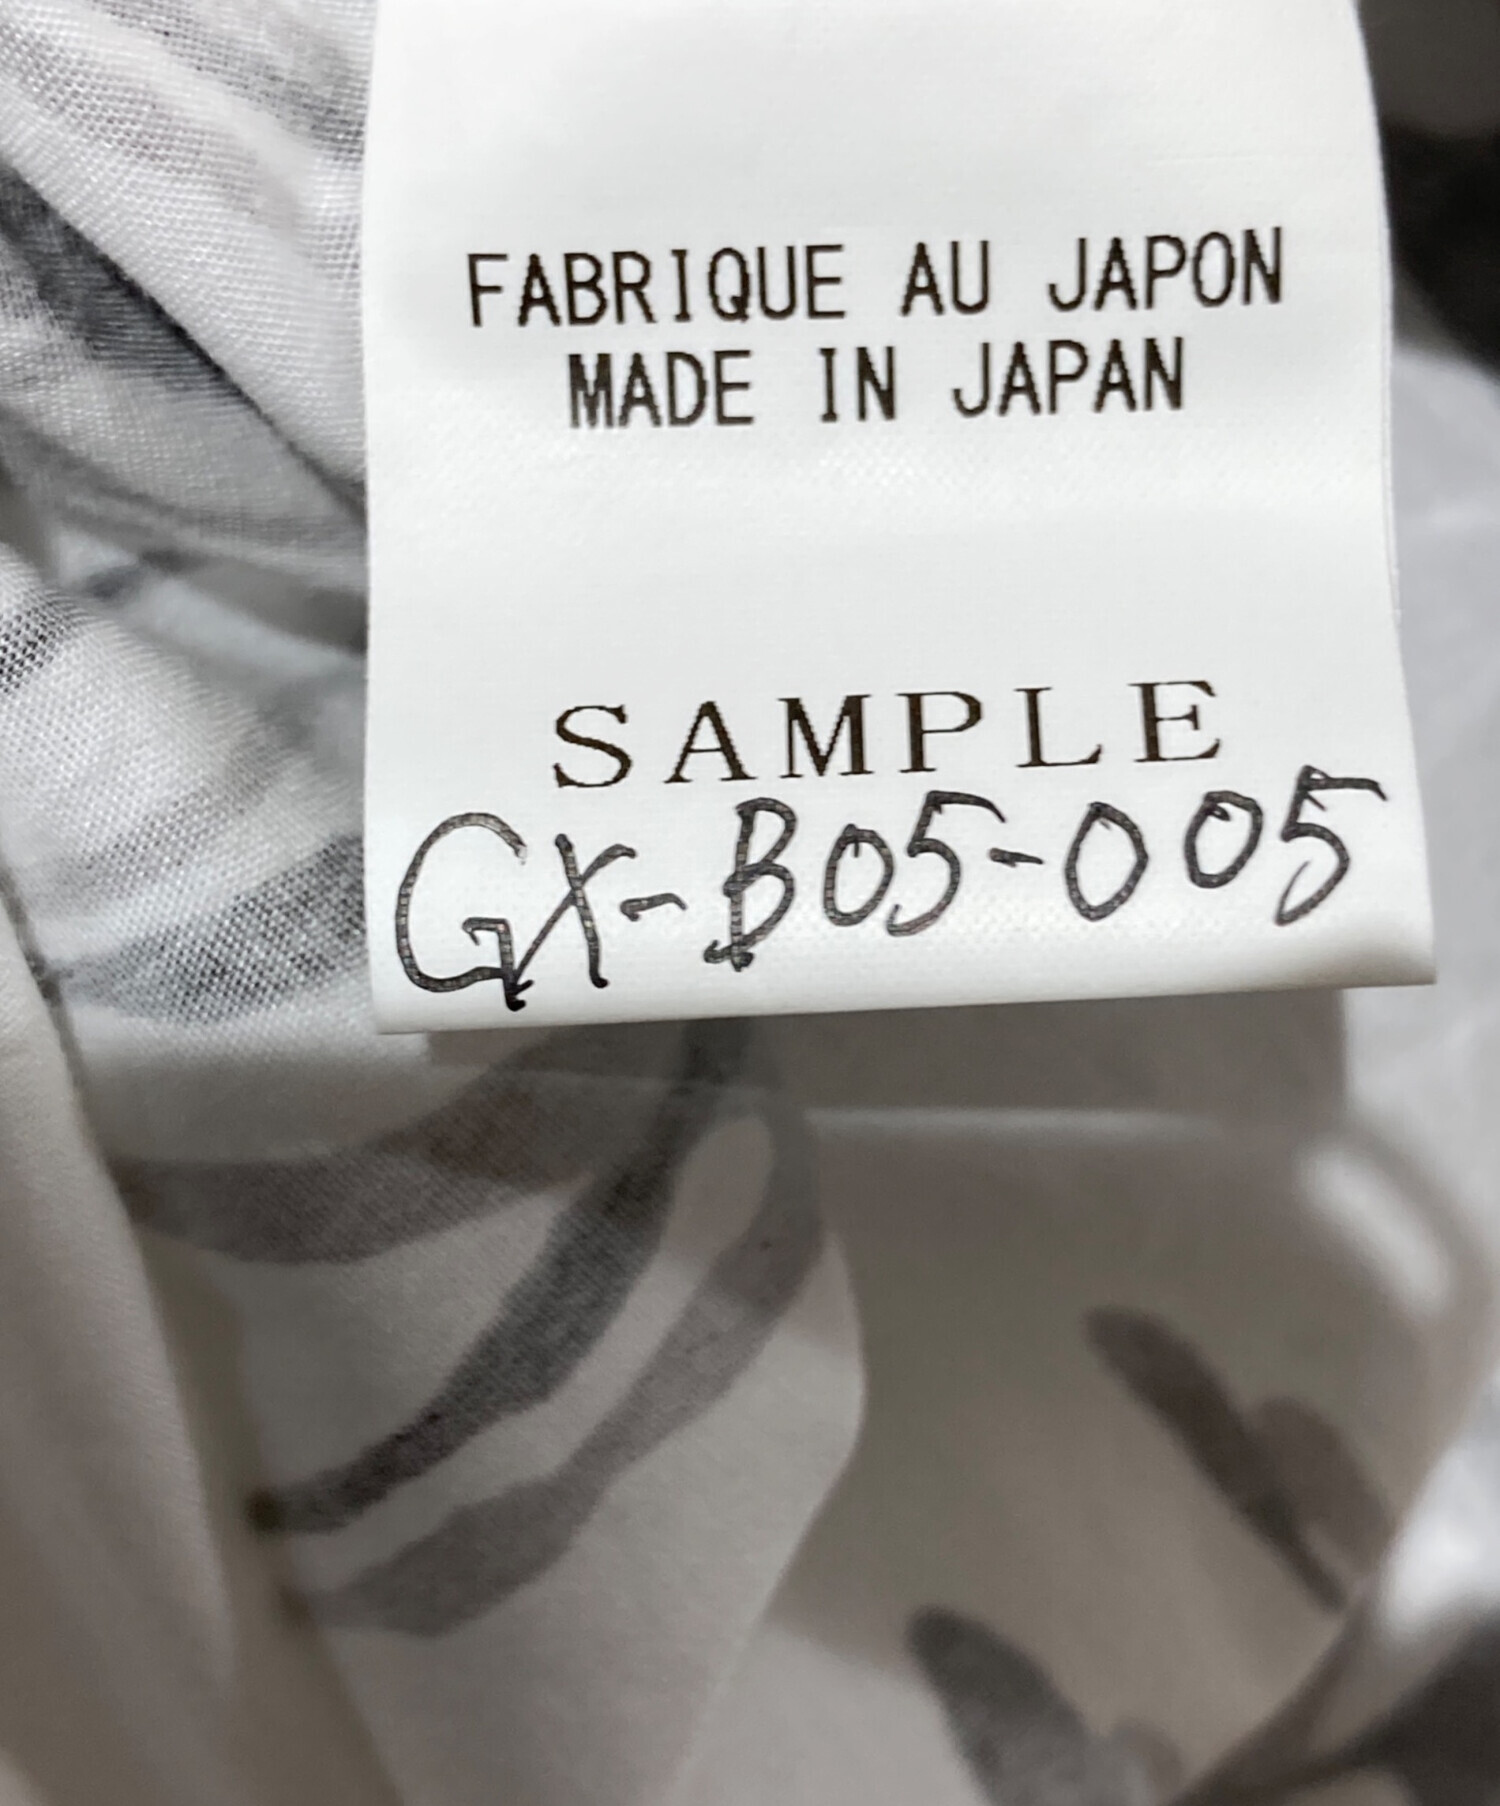 FABRIQUE AU JAPON
MADE IN JAPAN
SAMPLE
GX-B05-005